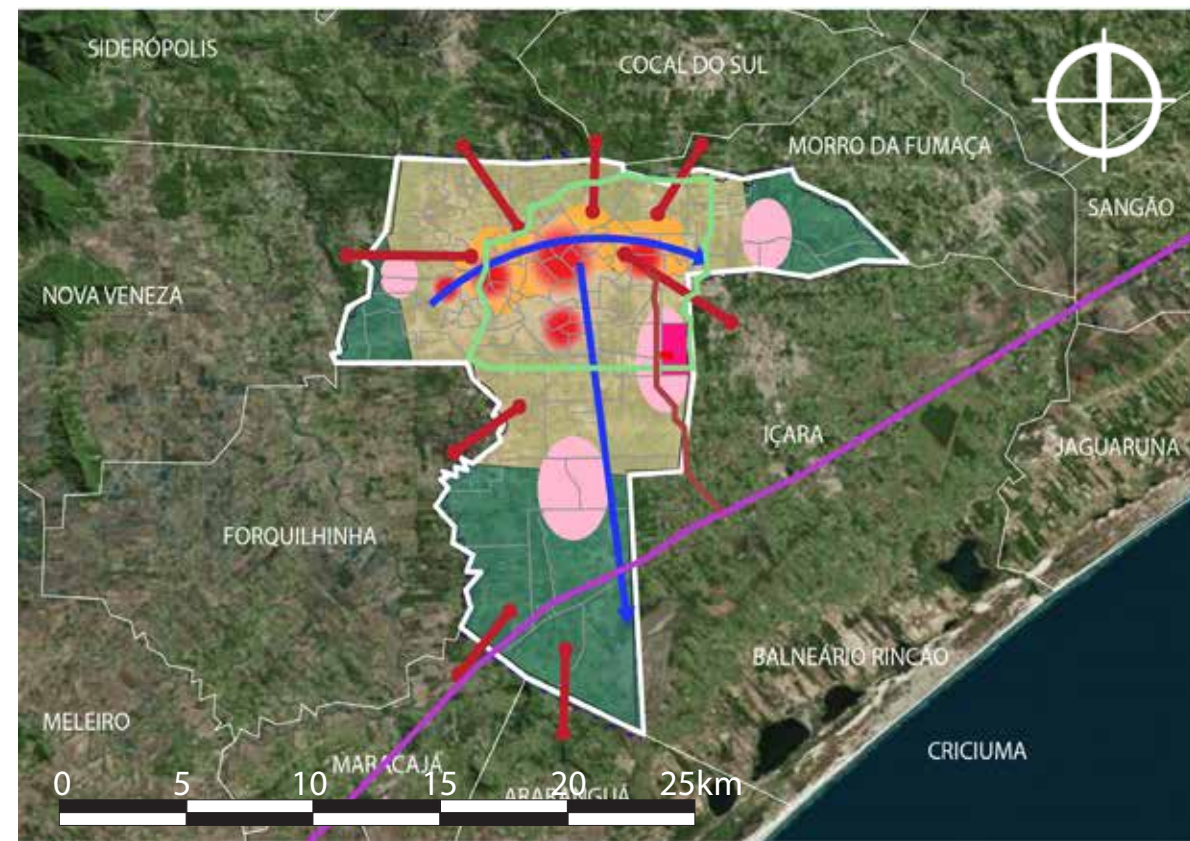 SIDERÓPOLIS
COCAL DO SUL
MORRO DA FUMAÇA
SANGÃO
NOVA VENEZA
IÇARA
JAGUARUNA
FORQUILHINHA
BALNEÁRIO RINCÃO
MELEIRO
CRICIUMA
MARACAJÁ
0 5 10 15 20 25km
ARARANGUÁ